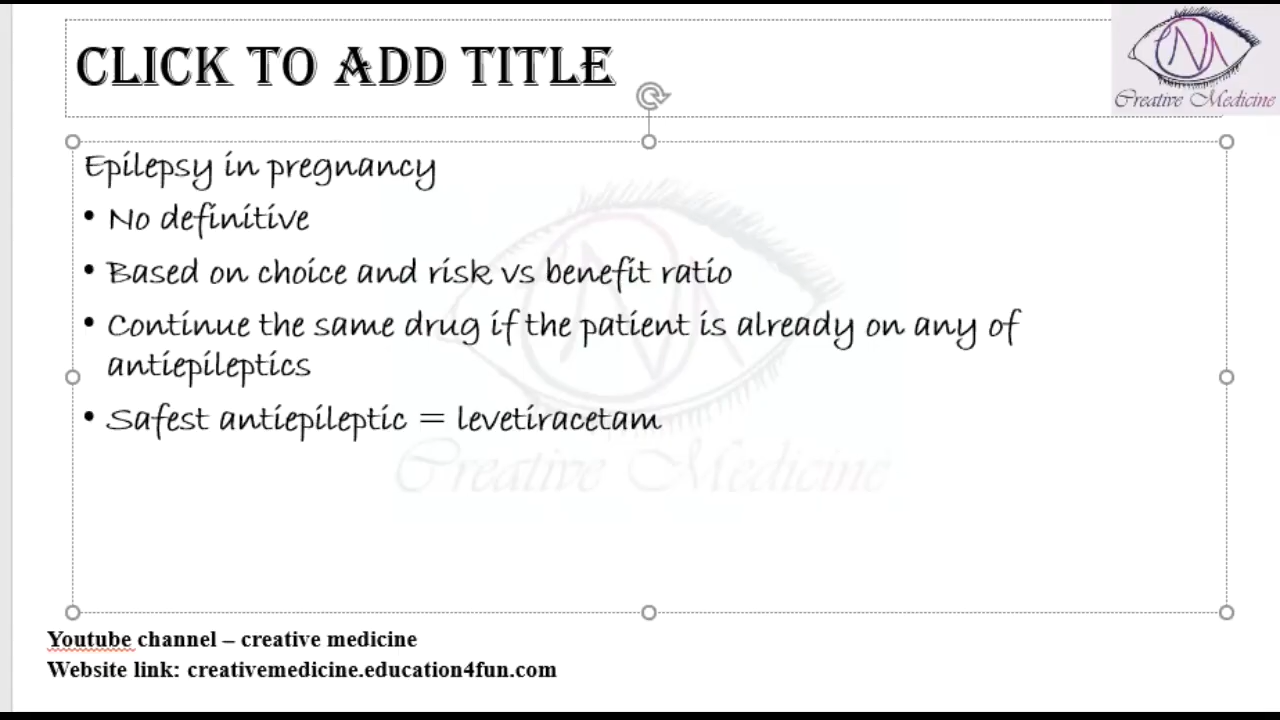 CLICK TO ADD TITLE
Creative Medicine
Epilepsy in pregnancy
• No definitive
• Based on choice and risk vs benefit ratio
• Continue the same drug if the patient is already on any of
antiepileptics
• Safest antiepileptic = levetiracetam
Creative Medicine
Youtube channel – creative medicine
Website link: creativemedicine.education4fun.com